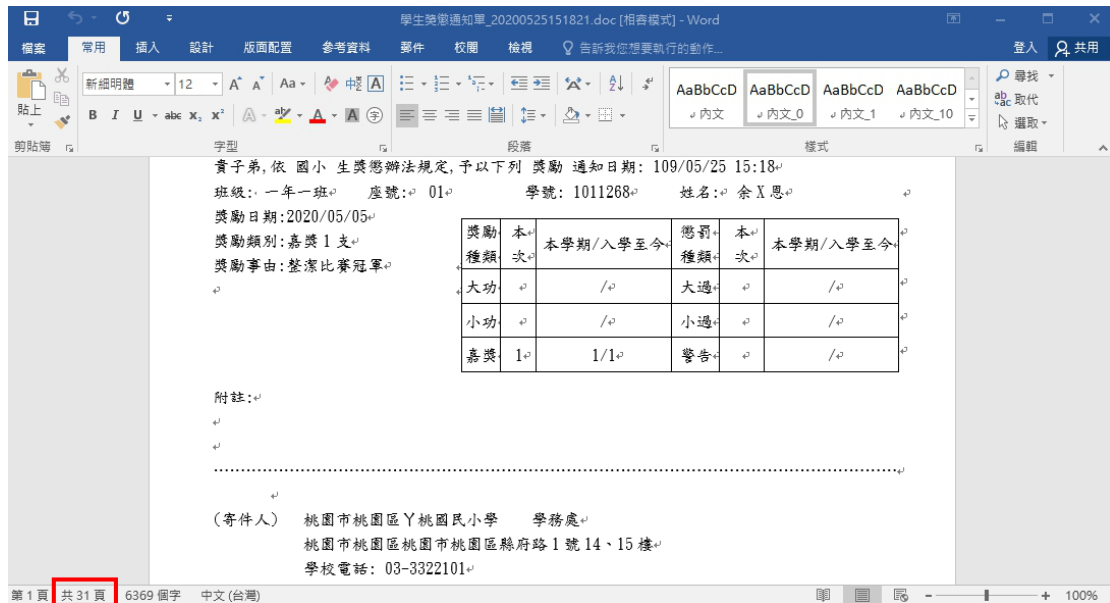 學生獎懲通知單_20200525151821.doc [相容模式] - Word
檔案 常用 插入 設計 版面配置 參考資料 郵件 校閱 檢視 告訴我您想要執行的動作... 登入 共用
貼上 新細明體 12 A A Aa 中 A AaBbCcD AaBbCcD AaBbCcD AaBbCcD 尋找
B I U abc X₂ X² A A A 字 內文 內文_0 內文_1 內文_10 取代
選取
剪貼簿 字型 段落 樣式 編輯
貴子弟,依 國小 生獎懲辦法規定,予以下列 獎勵 通知日期: 109/05/25 15:18
班級: 一年一班 座號: 01 學號: 1011268 姓名: 余X恩
獎勵日期:2020/05/05
獎勵類別:嘉獎1支
獎勵事由:整潔比賽冠軍
獎勵種類 本次 本學期/入學至今 懲罰種類 本次 本學期/入學至今
大功 / 大過 /
小功 / 小過 /
嘉獎 1 1/1 警告 /
附註:
(寄件人) 桃園市桃園區丫桃國民小學 學務處
桃園市桃園區桃園市桃園區縣府路1號14、15樓
學校電話: 03-3322101
第1頁 共31頁 6369個字 中文(台灣) 100%